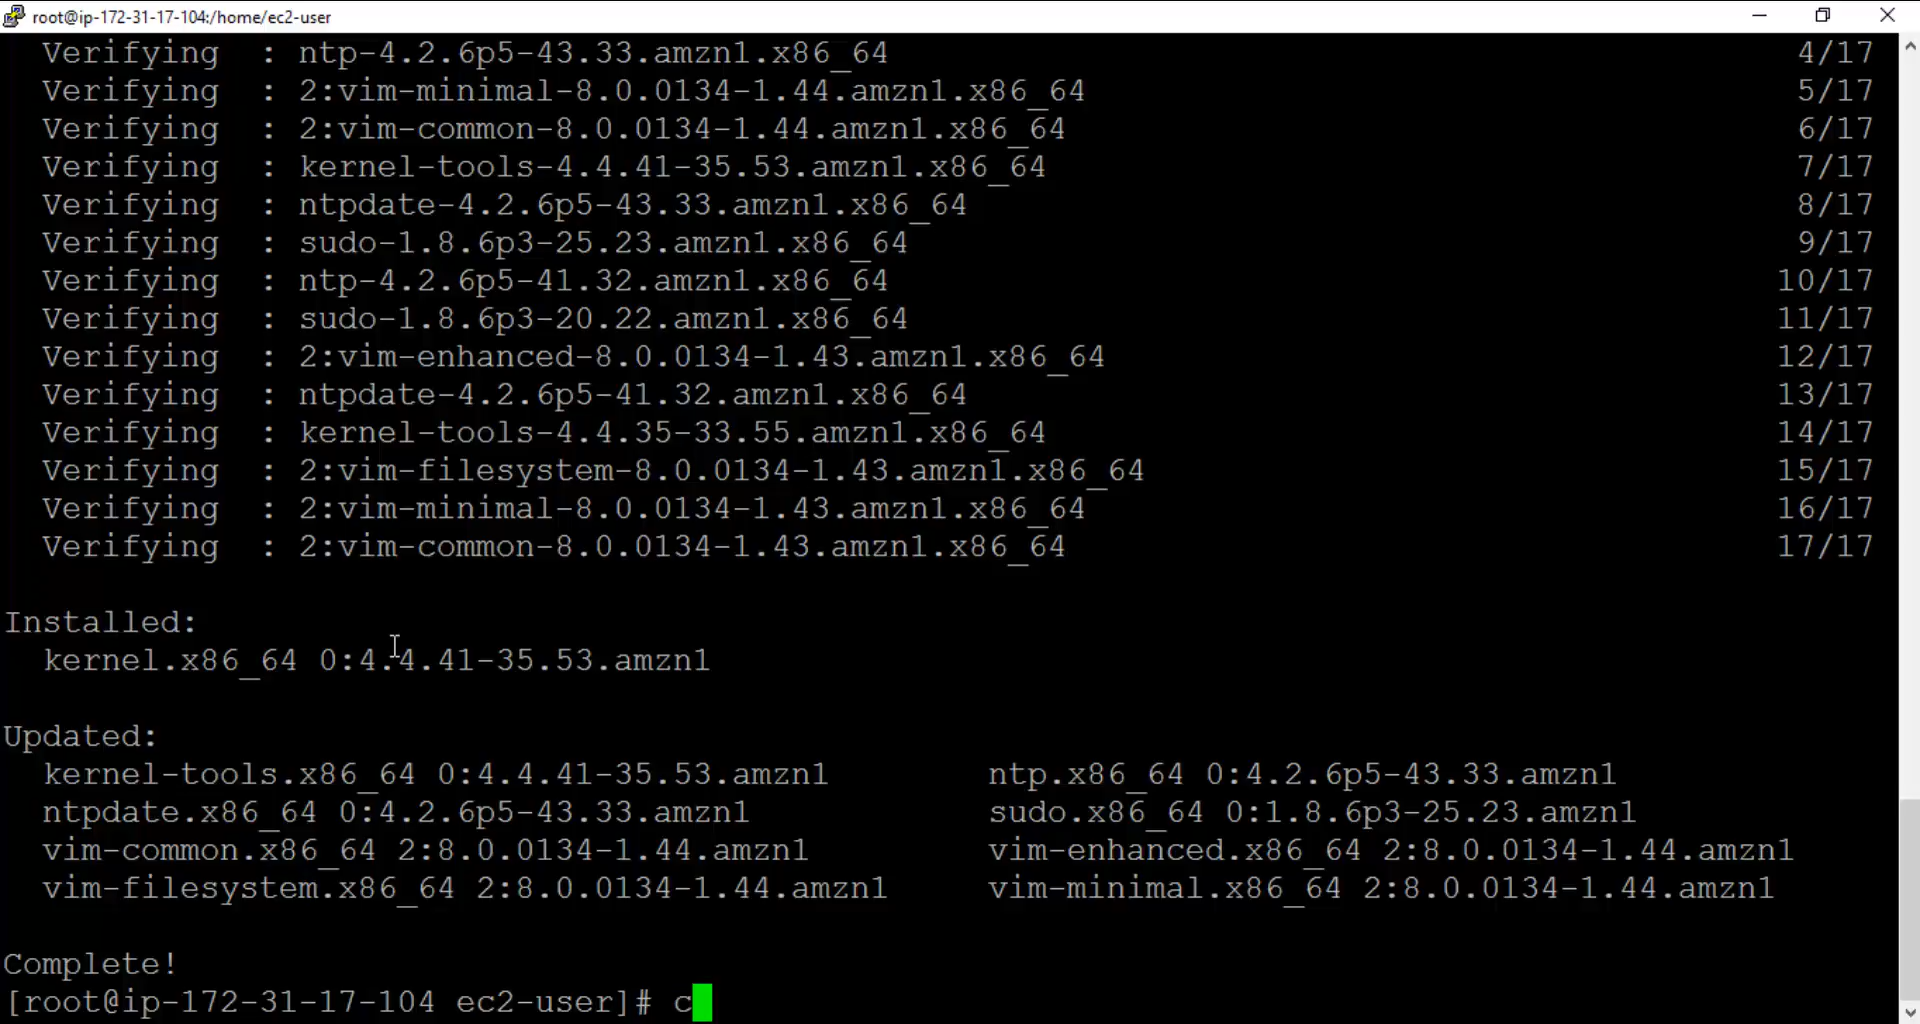 root@ip-172-31-17-104:/home/ec2-user
Verifying : ntp-4.2.6p5-43.33.amzn1.x86_64 4/17
Verifying : 2:vim-minimal-8.0.0134-1.44.amzn1.x86_64 5/17
Verifying : 2:vim-common-8.0.0134-1.44.amzn1.x86_64 6/17
Verifying : kernel-tools-4.4.41-35.53.amzn1.x86_64 7/17
Verifying : ntpdate-4.2.6p5-43.33.amzn1.x86_64 8/17
Verifying : sudo-1.8.6p3-25.23.amzn1.x86_64 9/17
Verifying : ntp-4.2.6p5-41.32.amzn1.x86_64 10/17
Verifying : sudo-1.8.6p3-20.22.amzn1.x86_64 11/17
Verifying : 2:vim-enhanced-8.0.0134-1.43.amzn1.x86_64 12/17
Verifying : ntpdate-4.2.6p5-41.32.amzn1.x86_64 13/17
Verifying : kernel-tools-4.4.35-33.55.amzn1.x86_64 14/17
Verifying : 2:vim-filesystem-8.0.0134-1.43.amzn1.x86_64 15/17
Verifying : 2:vim-minimal-8.0.0134-1.43.amzn1.x86_64 16/17
Verifying : 2:vim-common-8.0.0134-1.43.amzn1.x86_64 17/17
Installed:
kernel.x86_64 0:4.4.41-35.53.amzn1
Updated:
kernel-tools.x86_64 0:4.4.41-35.53.amzn1 ntp.x86_64 0:4.2.6p5-43.33.amzn1
ntpdate.x86_64 0:4.2.6p5-43.33.amzn1 sudo.x86_64 0:1.8.6p3-25.23.amzn1
vim-common.x86_64 2:8.0.0134-1.44.amzn1 vim-enhanced.x86_64 2:8.0.0134-1.44.amzn1
vim-filesystem.x86_64 2:8.0.0134-1.44.amzn1 vim-minimal.x86_64 2:8.0.0134-1.44.amzn1
Complete!
[root@ip-172-31-17-104 ec2-user]# c